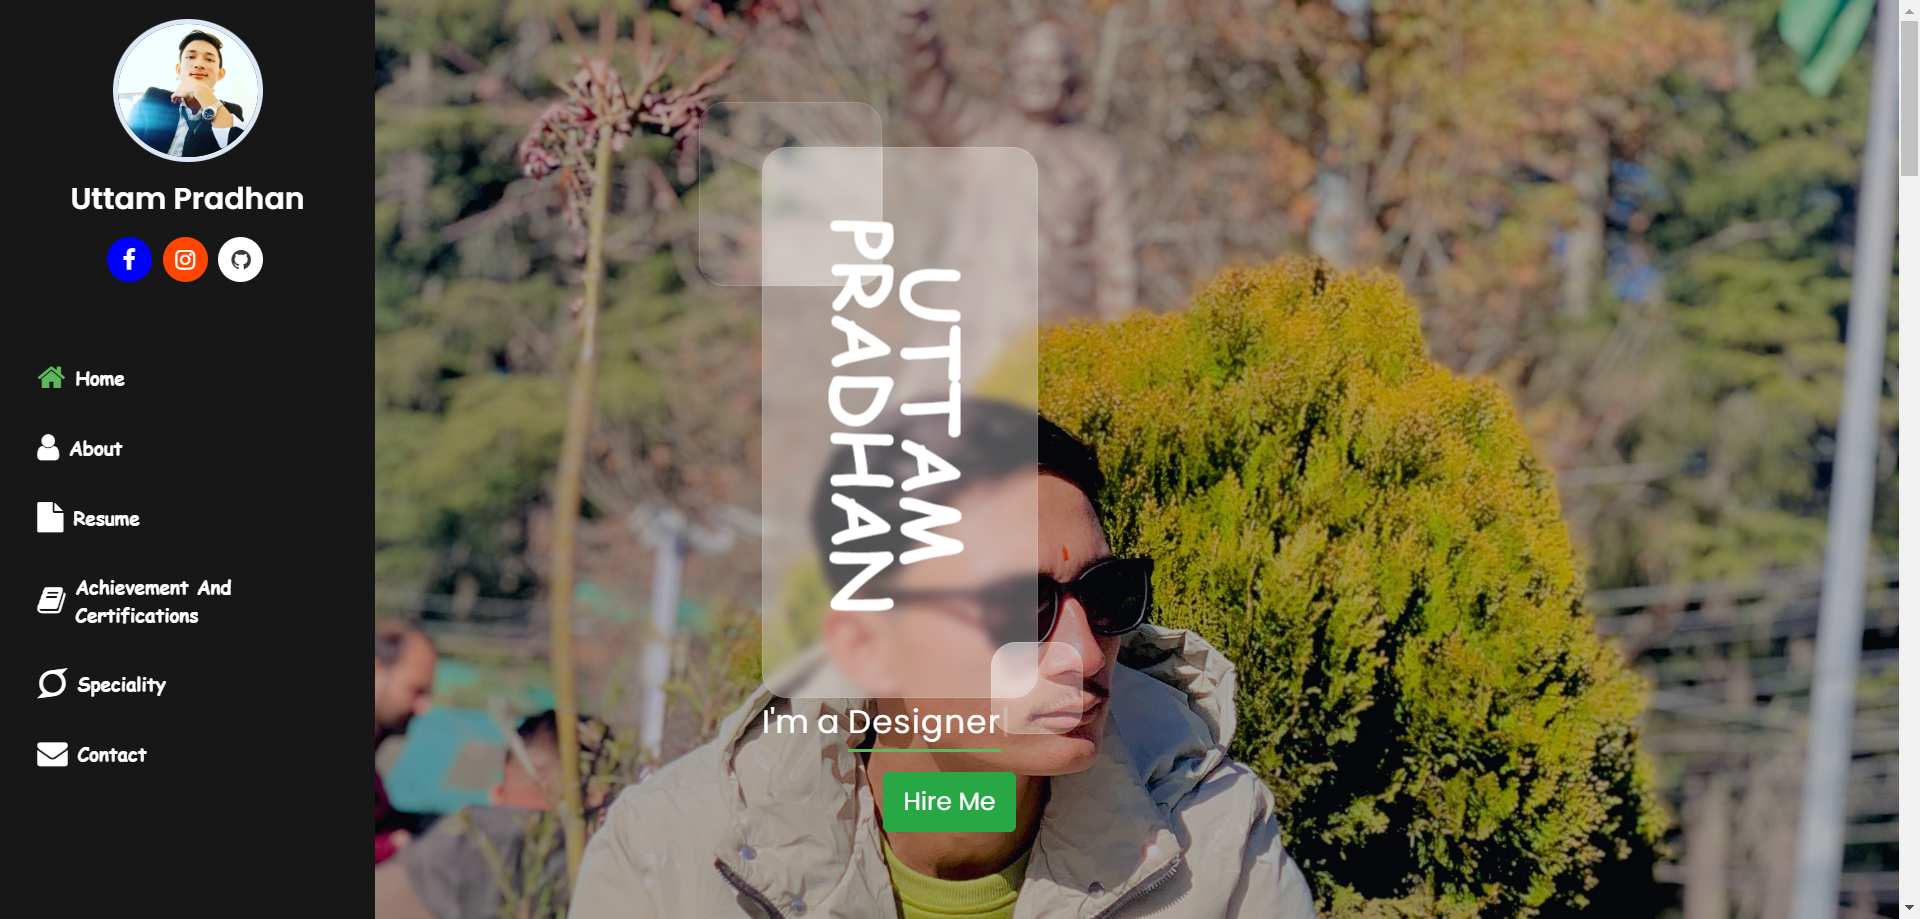 Uttam Pradhan
Home
About
Resume
Achievement And
Certifications
Speciality
Contact
UTTAM
PRADHAN
I'm a Designer
Hire Me